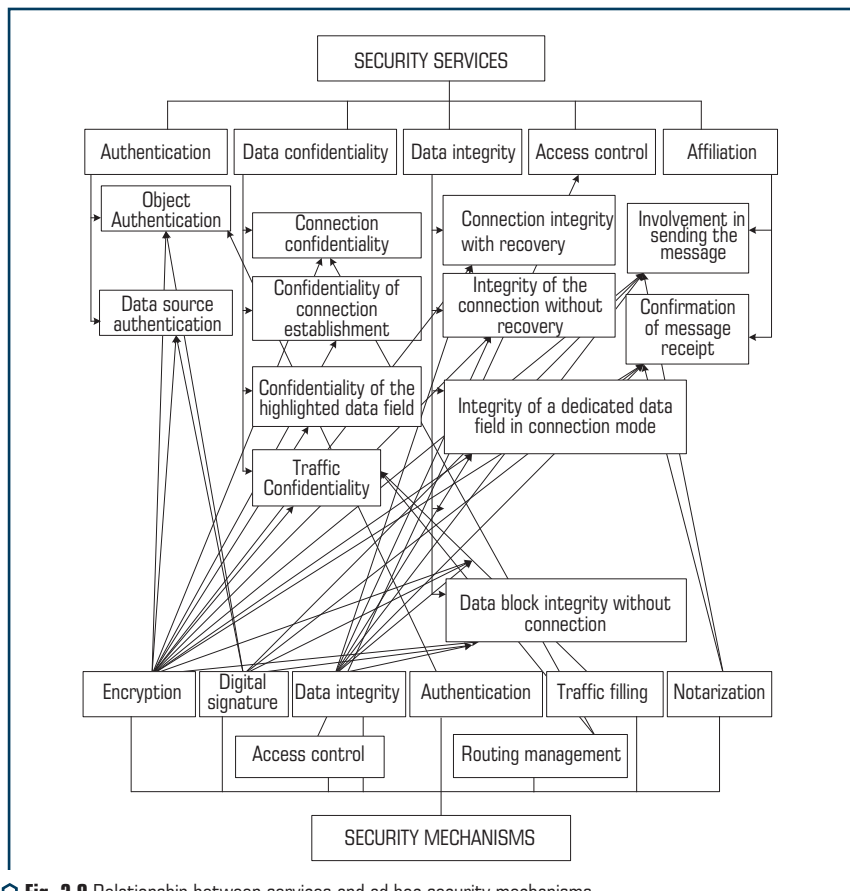 SECURITY SERVICES
Authentication
Data confidentiality
Data integrity
Access control
Affiliation
Object
Authentication
Connection
confidentiality
Connection integrity
with recovery
Involvement in
sending the
message
Data source
authentication
Confidentiality of
connection
establishment
Integrity of the
connection without
recovery
Confirmation
of message
receipt
Confidentiality of the
highlighted data field
Integrity of a dedicated data
field in connection mode
Traffic
Confidentiality
Data block integrity without
connection
Encryption
Digital
signature
Data integrity
Authentication
Traffic filling
Notarization
Access control
Routing management
SECURITY MECHANISMS
Fig. 2.9 Relationship between services and ad hoc security mechanisms